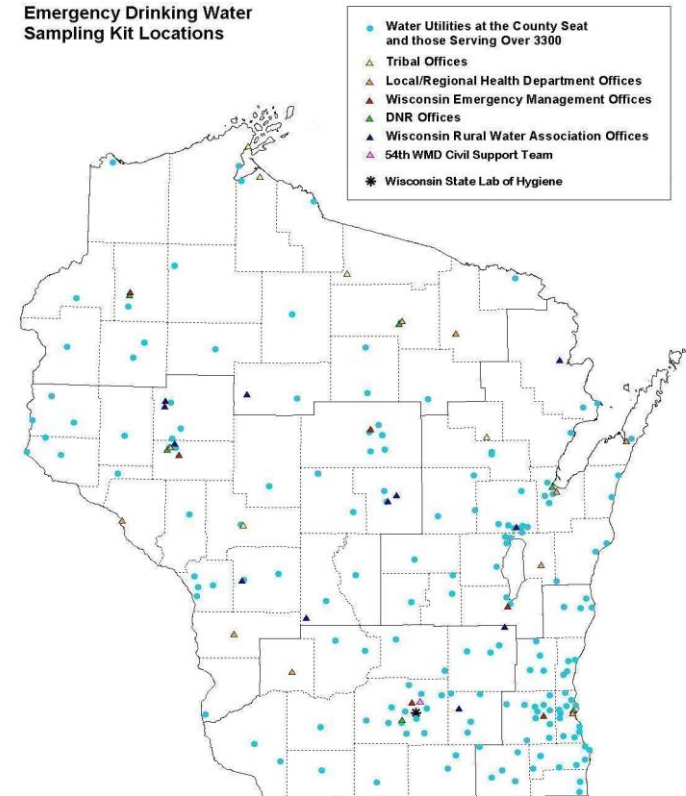 Emergency Drinking Water
Sampling Kit Locations
Water Utilities at the County Seat
and those Serving Over 3300
Tribal Offices
Local/Regional Health Department Offices
Wisconsin Emergency Management Offices
DNR Offices
Wisconsin Rural Water Association Offices
54th WMD Civil Support Team
Wisconsin State Lab of Hygiene